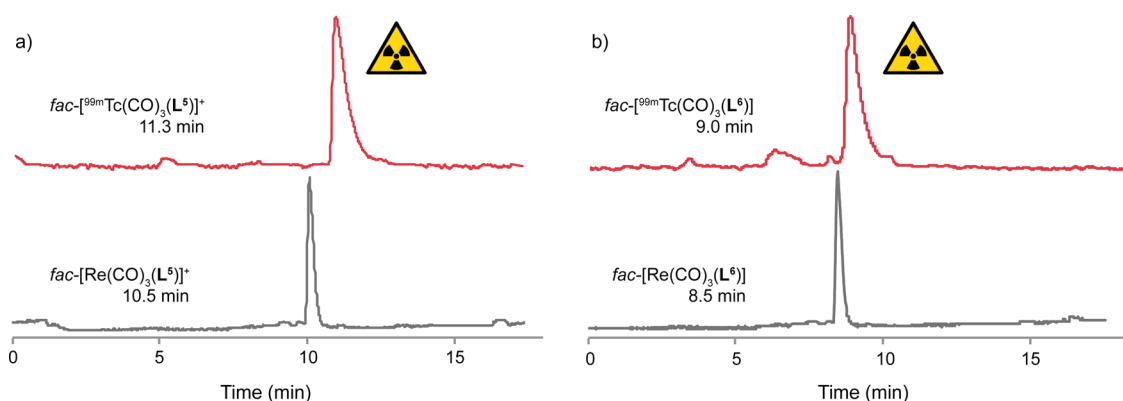 a)
fac-[⁹⁹ᵐTc(CO)₃(L⁵)]⁺
11.3 min
fac-[Re(CO)₃(L⁵)]⁺
10.5 min
0 5 10 15
Time (min)
b)
fac-[⁹⁹ᵐTc(CO)₃(L⁶)]
9.0 min
fac-[Re(CO)₃(L⁶)]
8.5 min
0 5 10 15
Time (min)